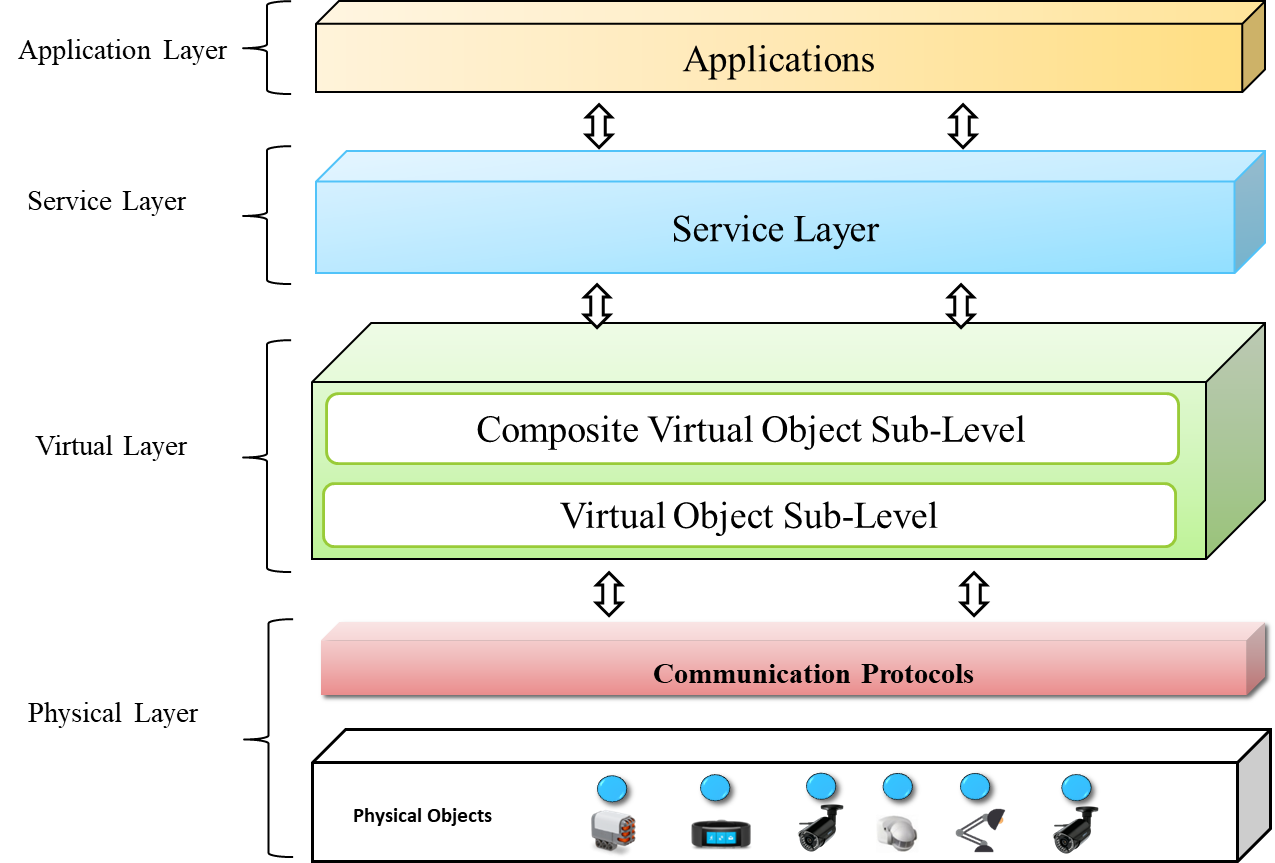 Application Layer
Applications
Service Layer
Service Layer
Virtual Layer
Composite Virtual Object Sub-Level
Virtual Object Sub-Level
Physical Layer
Communication Protocols
Physical Objects